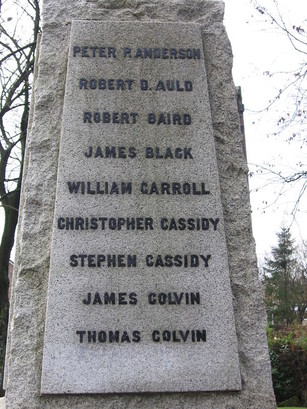 PETER P. ANDERSON
ROBERT D. AULD
ROBERT BAIRD
JAMES BLACK
WILLIAM CARROLL
CHRISTOPHER CASSIDY
STEPHEN CASSIDY
JAMES COLVIN
THOMAS COLVIN